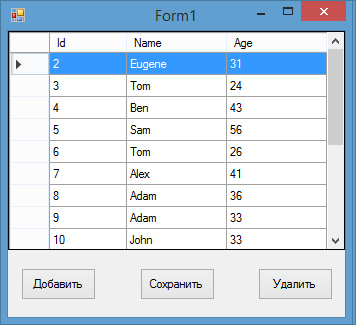 Form1
Id Name Age
2 Eugene 31
3 Tom 24
4 Ben 43
5 Sam 56
6 Tom 26
7 Alex 41
8 Adam 36
9 Adam 33
10 John 33
Добавить Сохранить Удалить